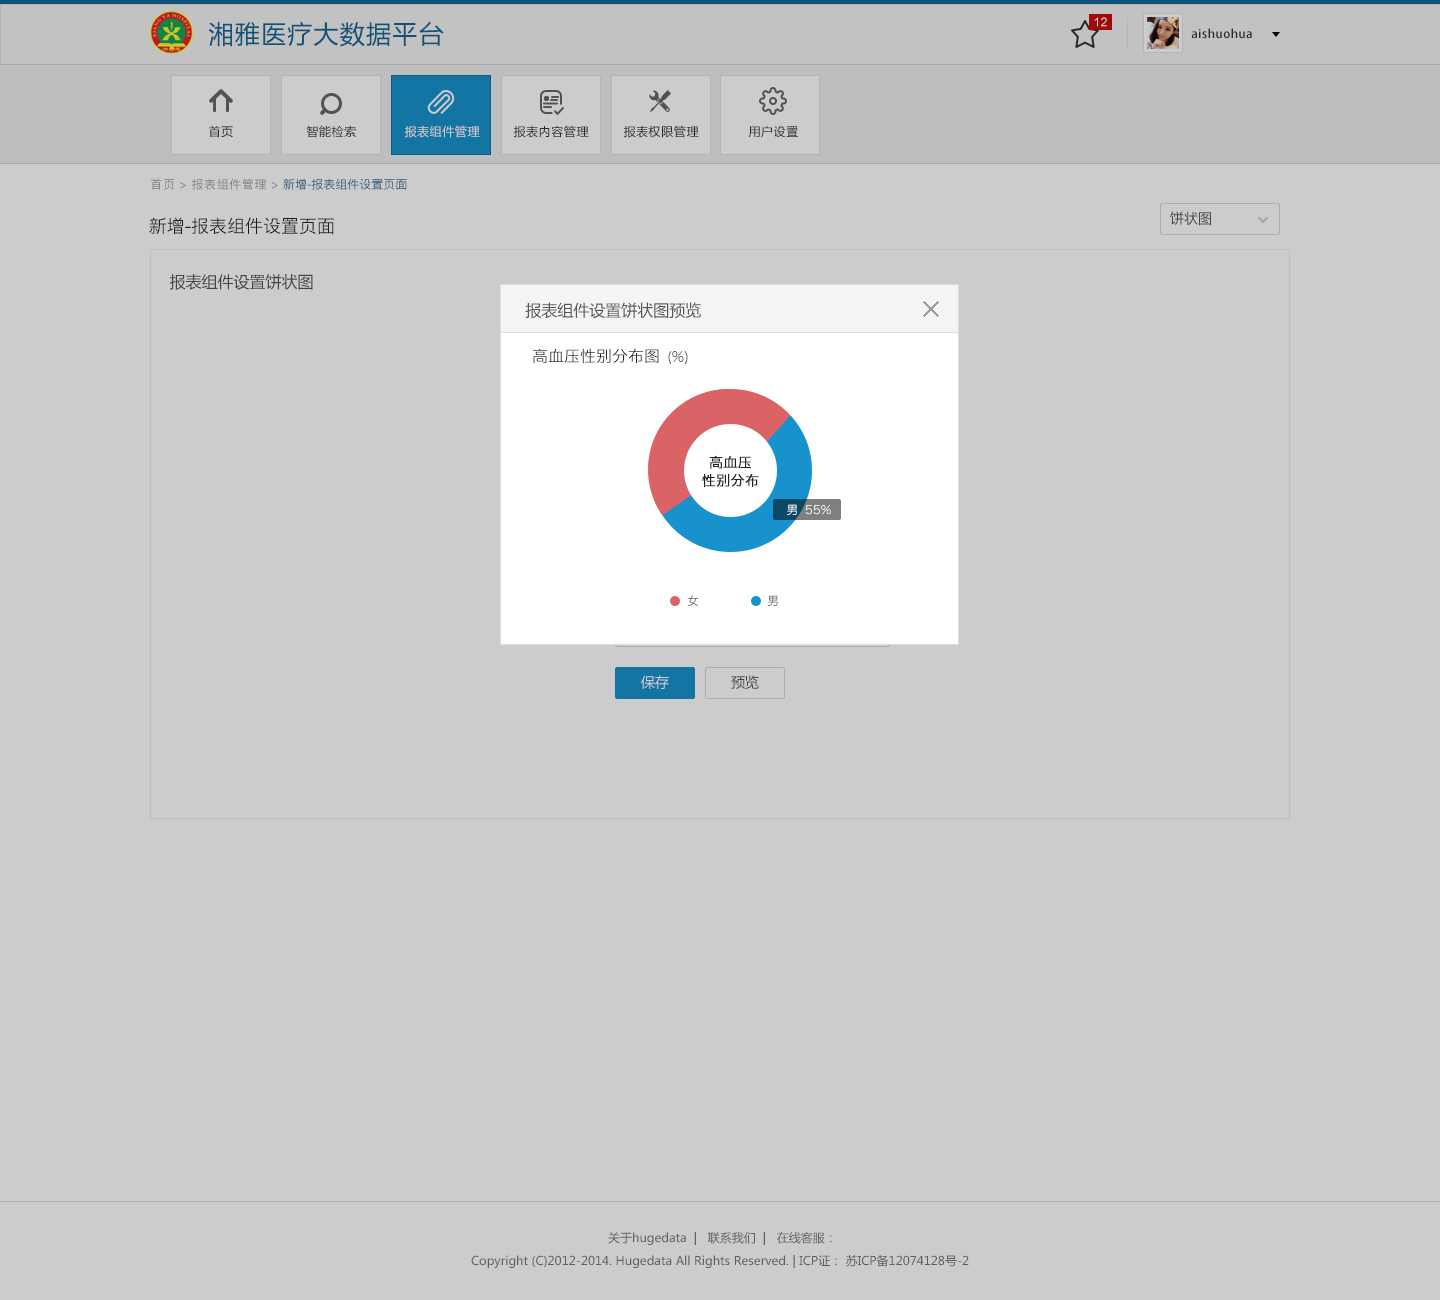 湘雅医疗大数据平台
12
aishuohua
首页
智能检索
报表组件管理
报表内容管理
报表权限管理
用户设置
首页 > 报表组件管理 > 新增-报表组件设置页面
新增-报表组件设置页面
饼状图
报表组件设置饼状图
报表组件设置饼状图预览
高血压性别分布图 (%)
高血压
性别分布
男 55%
女
男
保存
预览
关于hugedata | 联系我们 | 在线客服：
Copyright (C)2012-2014. Hugedata All Rights Reserved. | ICP证： 苏ICP备12074128号-2